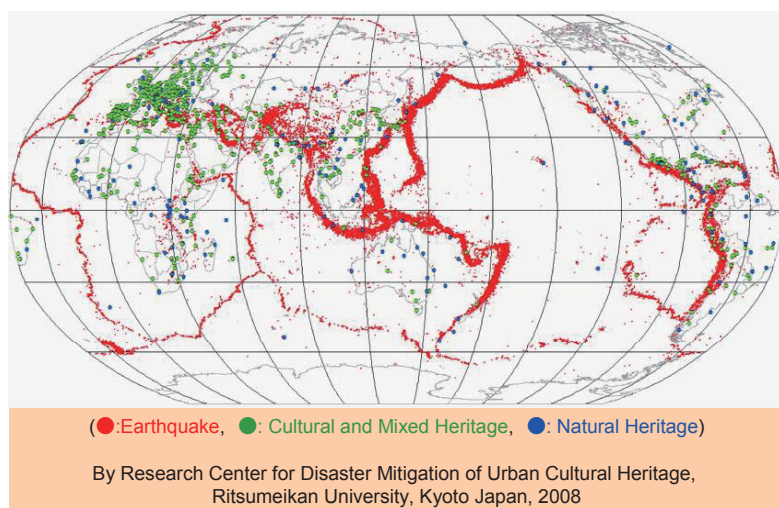 (●:Earthquake, ●: Cultural and Mixed Heritage, ●: Natural Heritage)
By Research Center for Disaster Mitigation of Urban Cultural Heritage,
Ritsumeikan University, Kyoto Japan, 2008